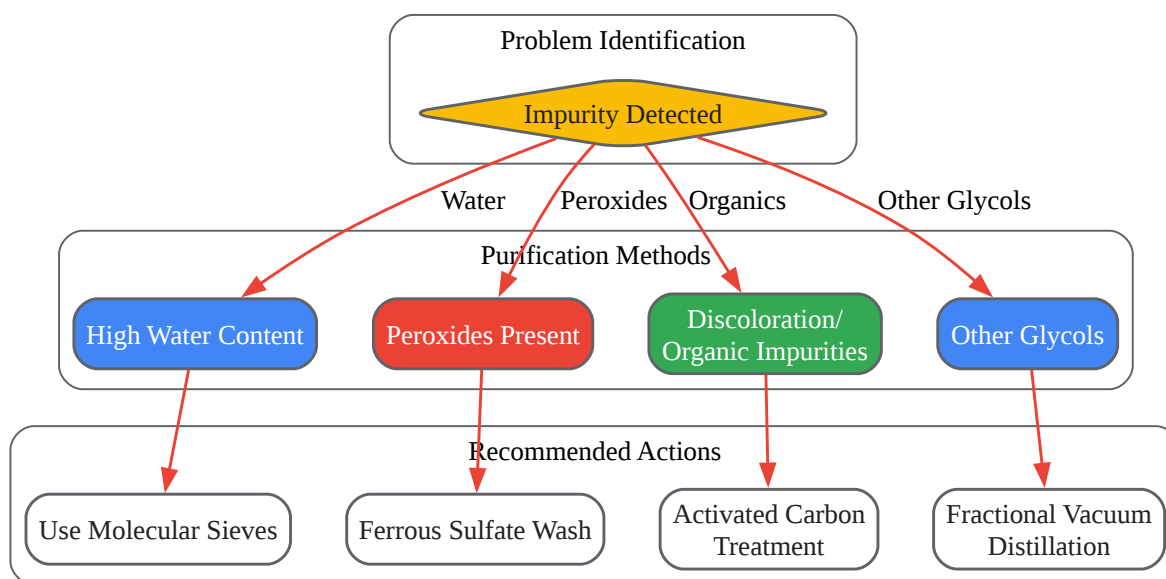 Problem Identification
Impurity Detected
Water
Peroxides
Organics
Other Glycols
Purification Methods
High Water Content
Peroxides Present
Discoloration/
Organic Impurities
Other Glycols
Recommended Actions
Use Molecular Sieves
Ferrous Sulfate Wash
Activated Carbon
Treatment
Fractional Vacuum
Distillation